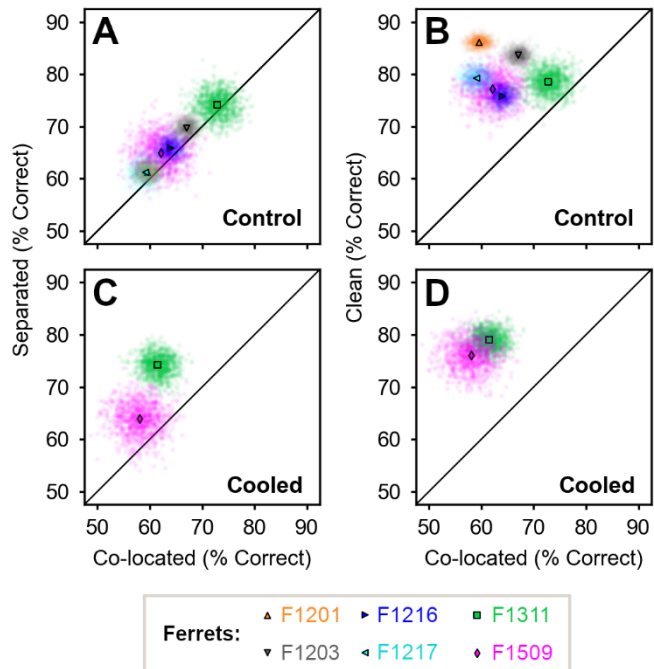 A
B
90
80
70
60
50
Separated (% Correct)
Control
90
80
70
60
50
Clean (% Correct)
Control
C
D
90
80
70
60
50
Cooled
90
80
70
60
50
Cooled
50 60 70 80 90
50 60 70 80 90
Co-located (% Correct)
Co-located (% Correct)
Ferrets:
F1201 F1216 F1311
F1203 F1217 F1509